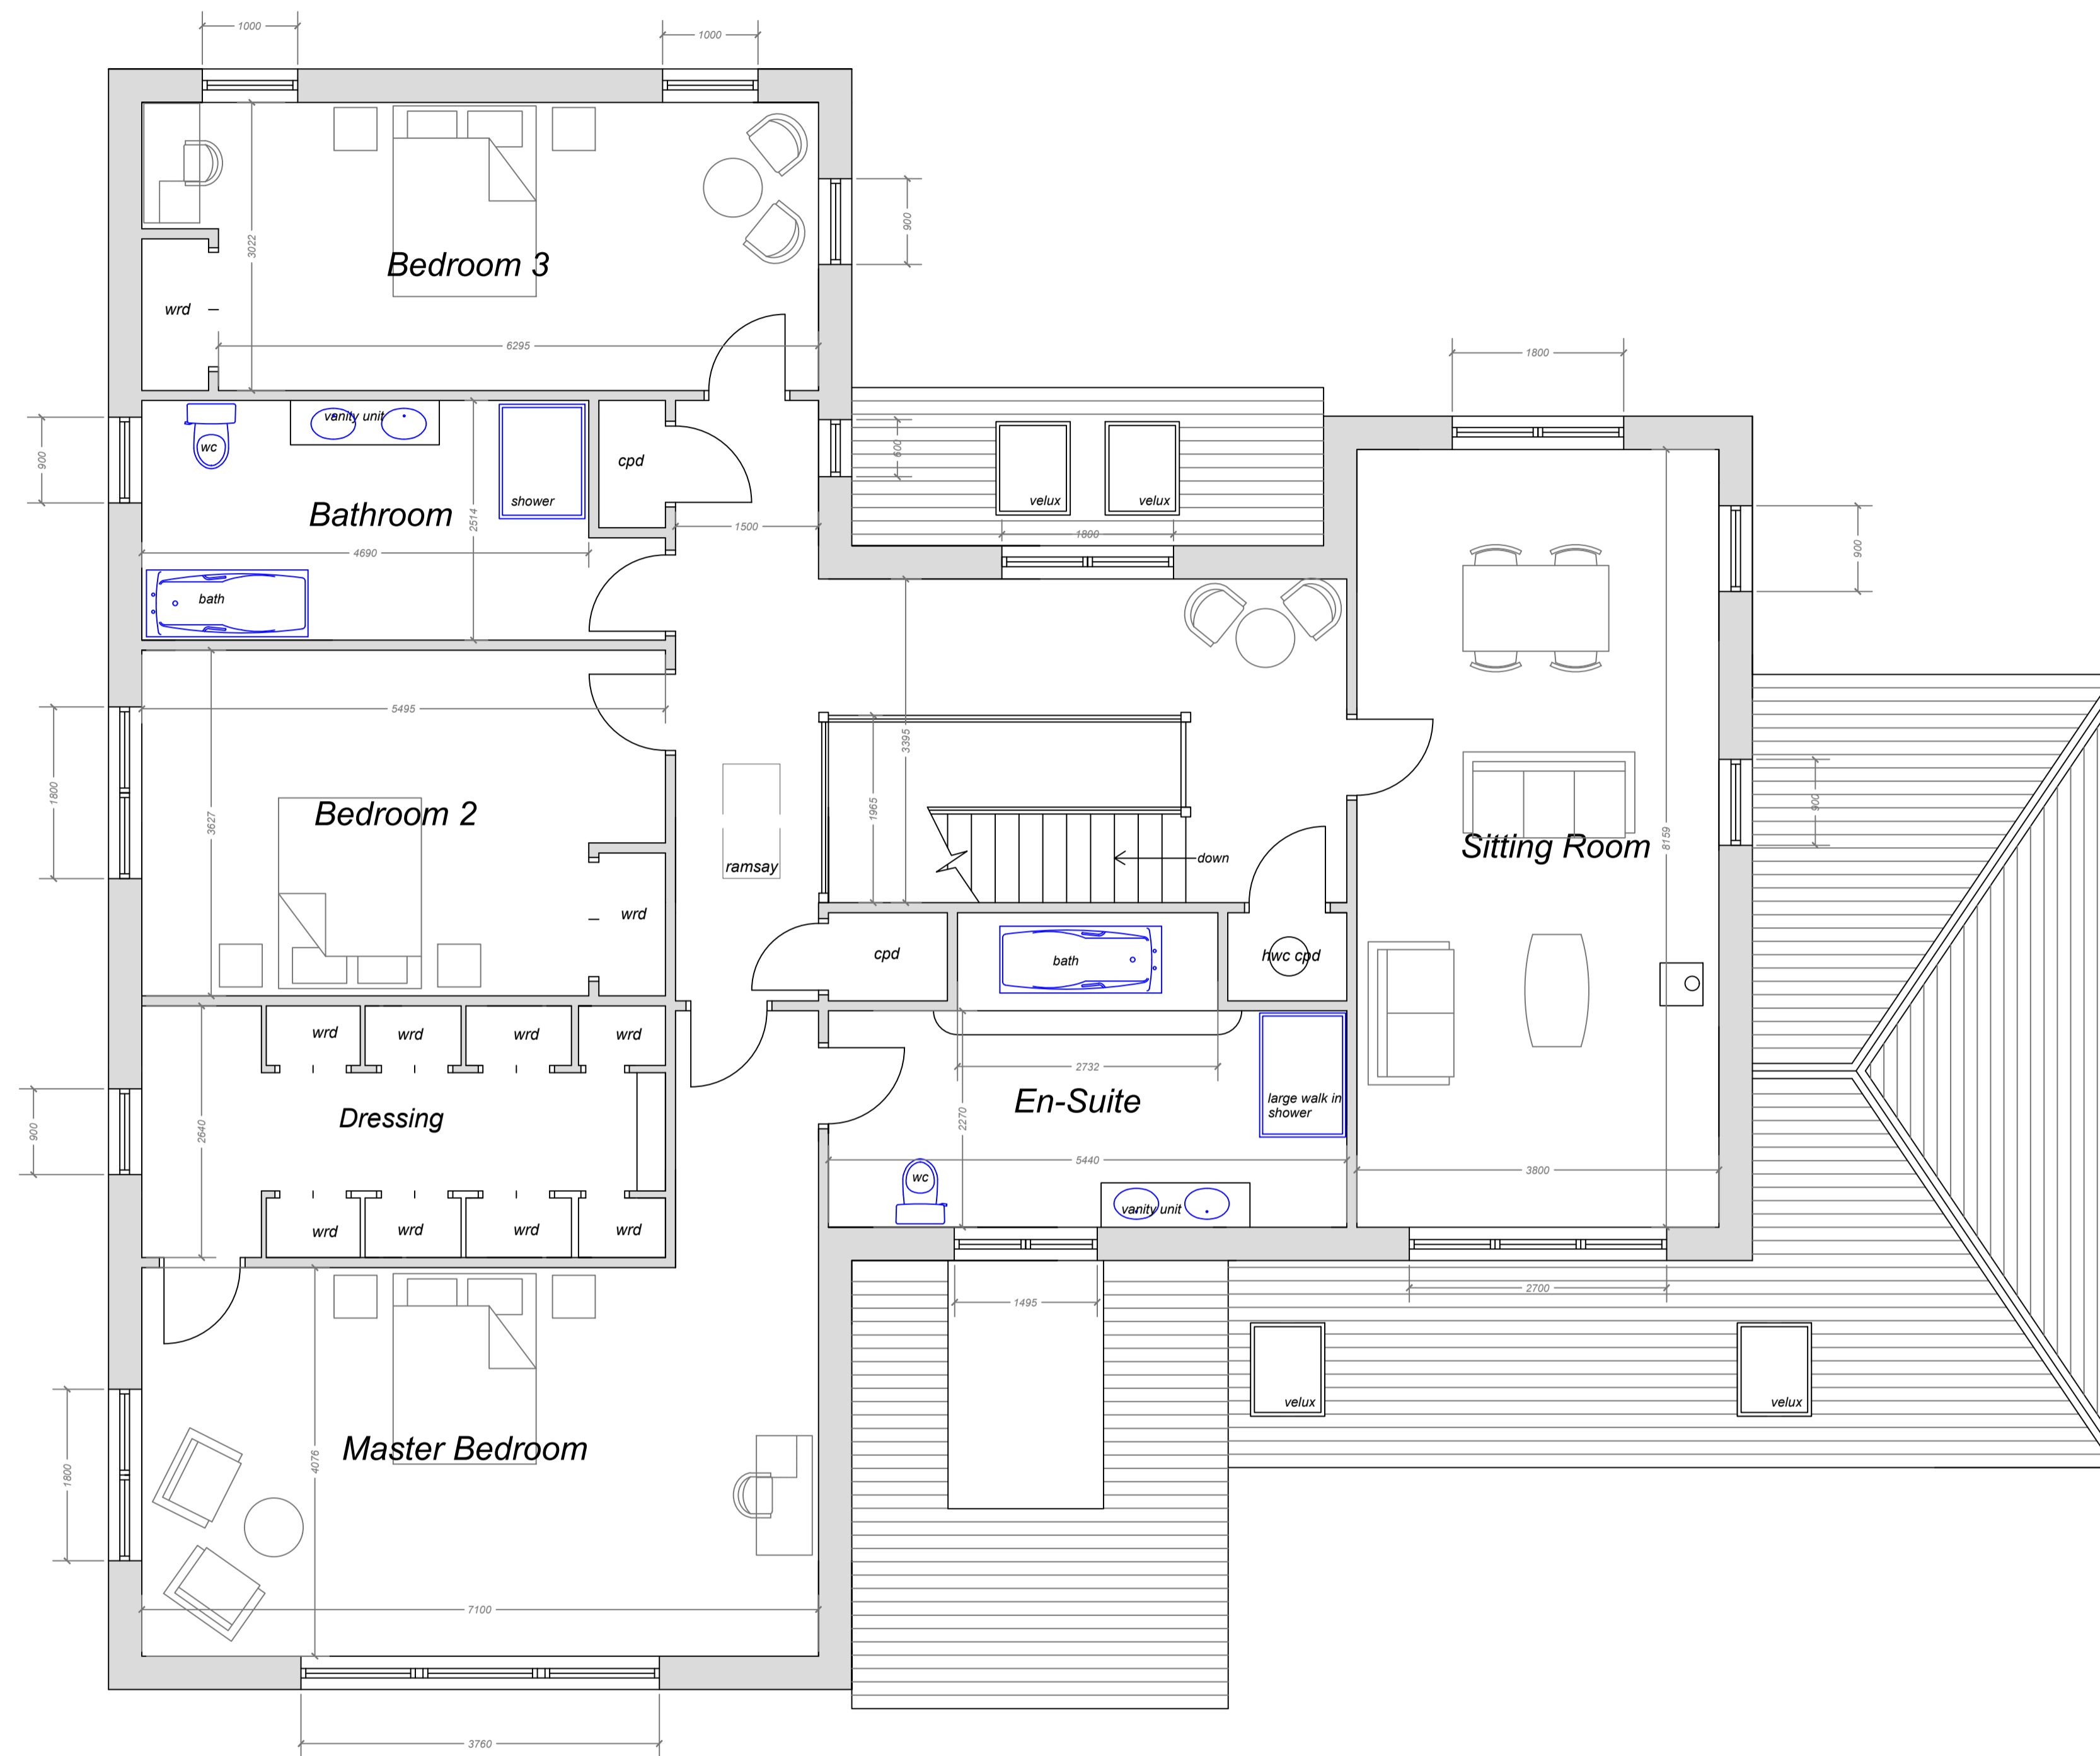 1000
1000
900
3022
Bedroom 3
wrd
6295
1800
900
wc
vanity unit
600
cpd
shower
velux
velux
Bathroom
2514
1500
1800
900
4690
bath
5495
3395
1800
3627
Bedroom 2
1965
900
ramsay
down
Sitting Room
8159
wrd
cpd
bath
hwc cpd
wrd
wrd
wrd
wrd
2732
900
2640
Dressing
2270
En-Suite
large walk in
shower
5440
3800
wc
vanity unit
wrd
wrd
wrd
wrd
1495
2700
velux
velux
Master Bedroom
4076
1800
7100
3760